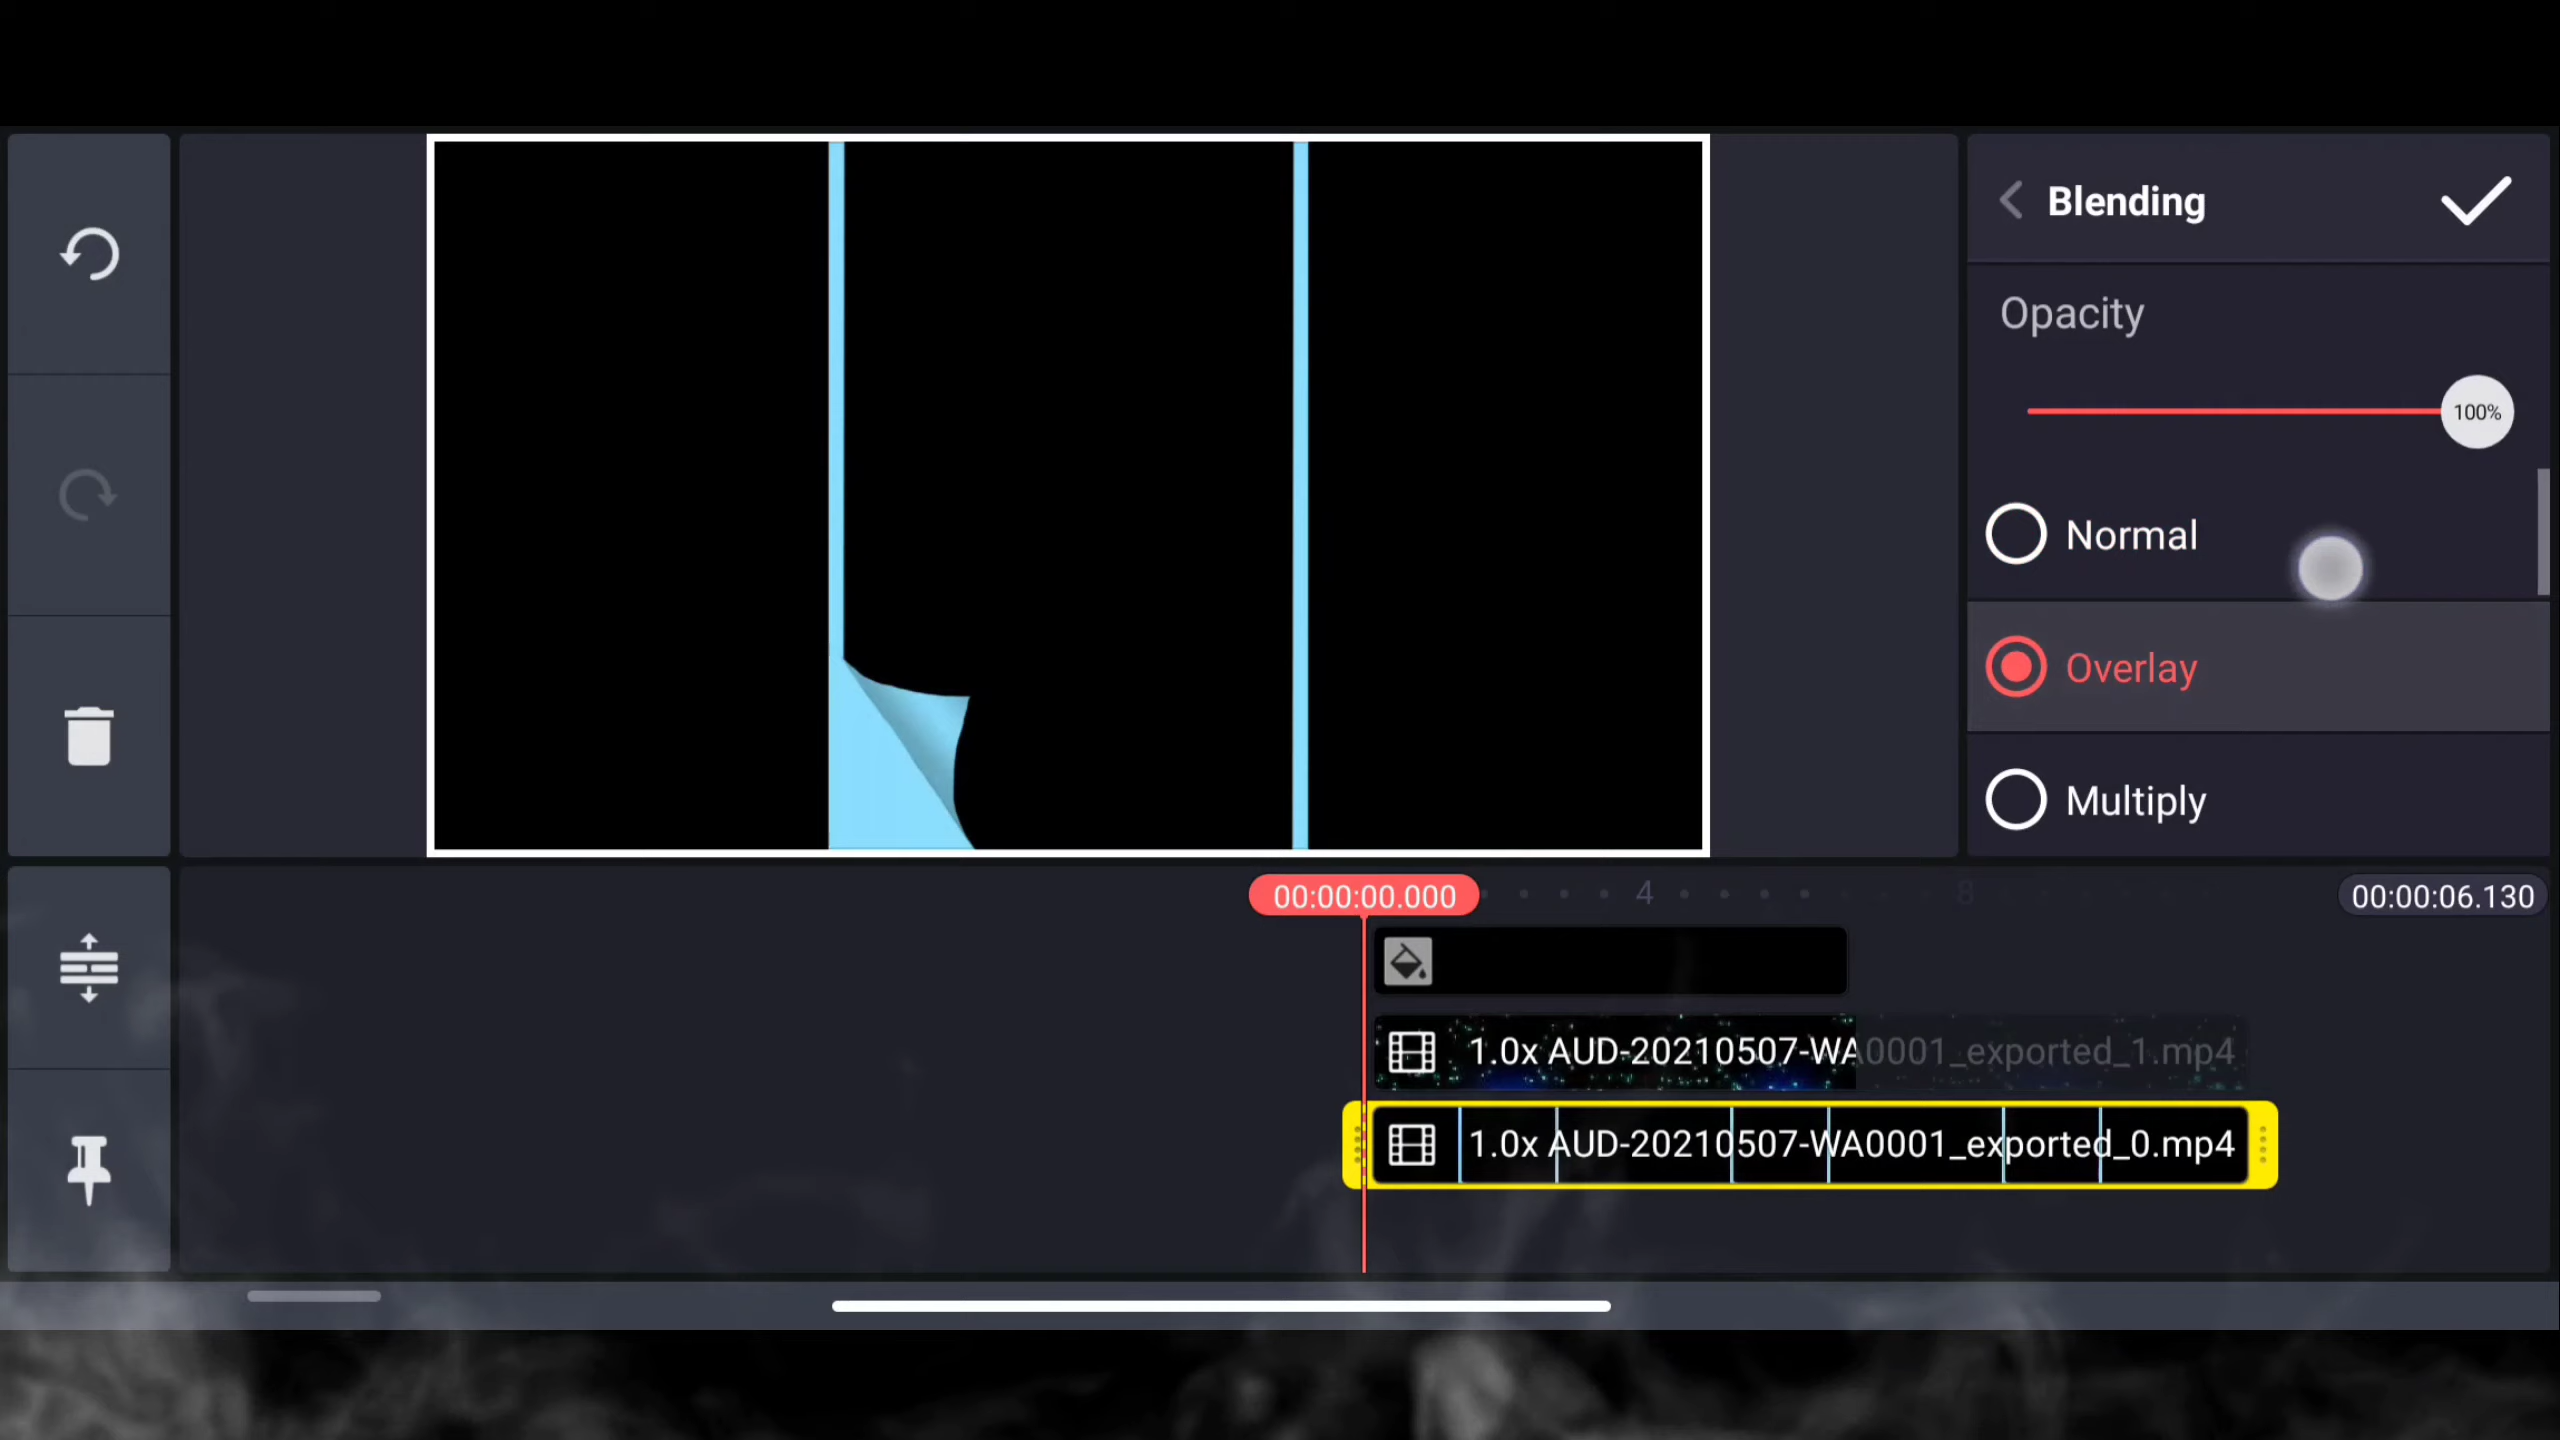 Blending
Opacity
100%
Normal
Overlay
Multiply
00:00:00.000
4
8
00:00:06.130
1.0x AUD-20210507-WA0001_exported_1.mp4
1.0x AUD-20210507-WA0001_exported_0.mp4